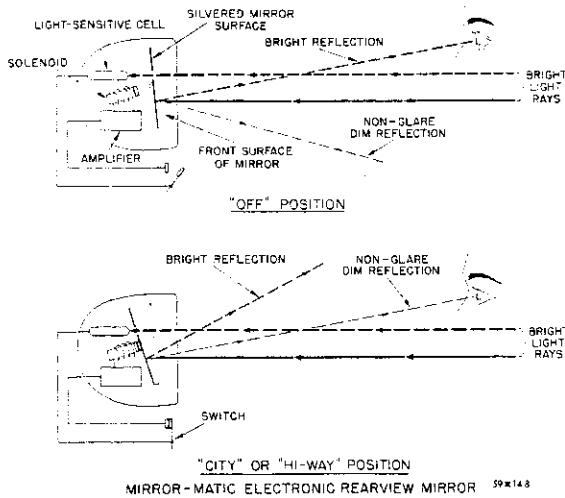 LIGHT-SENSITIVE CELL
SILVERED MIRROR
SURFACE
BRIGHT REFLECTION
SOLENOID
BRIGHT
LIGHT
RAYS
NON-GLARE
DIM REFLECTION
AMPLIFIER
FRONT SURFACE
OF MIRROR
"OFF" POSITION
BRIGHT REFLECTION
NON-GLARE
DIM REFLECTION
BRIGHT
LIGHT
RAYS
SWITCH
"CITY" OR "HI-WAY" POSITION
MIRROR-MATIC ELECTRONIC REARVIEW MIRROR 59x148